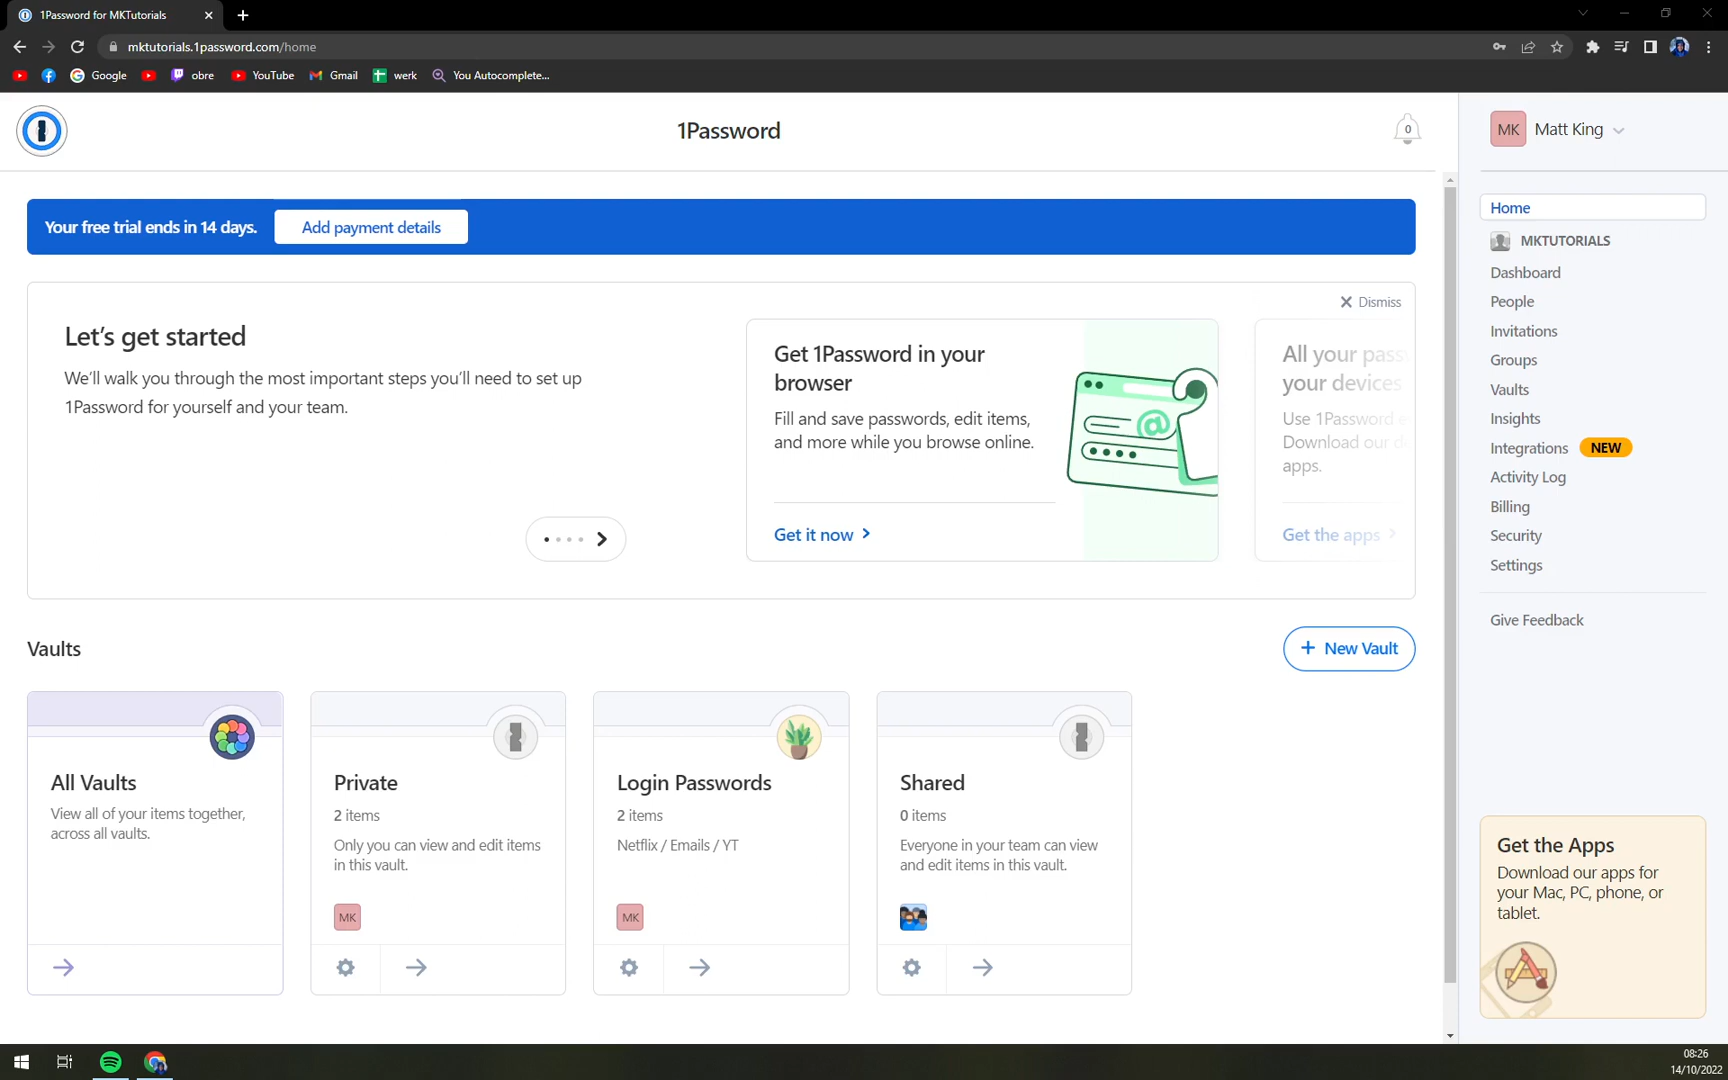 1Password for MKTutorials
mktutorials.1password.com/home
Google
obre
YouTube
Gmail
werk
You Autocomplete...
1Password
0
MK Matt King
Your free trial ends in 14 days.
Add payment details
Dismiss
Let's get started
We'll walk you through the most important steps you'll need to set up
1Password for yourself and your team.
Get 1Password in your
browser
Fill and save passwords, edit items,
and more while you browse online.
Get it now
All your pass
your devices
Use 1Password
Download our d
apps.
Get the apps
Vaults
New Vault
All Vaults
View all of your items together,
across all vaults.
Private
2 items
Only you can view and edit items
in this vault.
MK
Login Passwords
2 items
Netflix / Emails / YT
MK
Shared
0 items
Everyone in your team can view
and edit items in this vault.
Home
MKTUTORIALS
Dashboard
People
Invitations
Groups
Vaults
Insights
Integrations NEW
Activity Log
Billing
Security
Settings
Give Feedback
Get the Apps
Download our apps for
your Mac, PC, phone, or
tablet.
08:26
14/10/2022